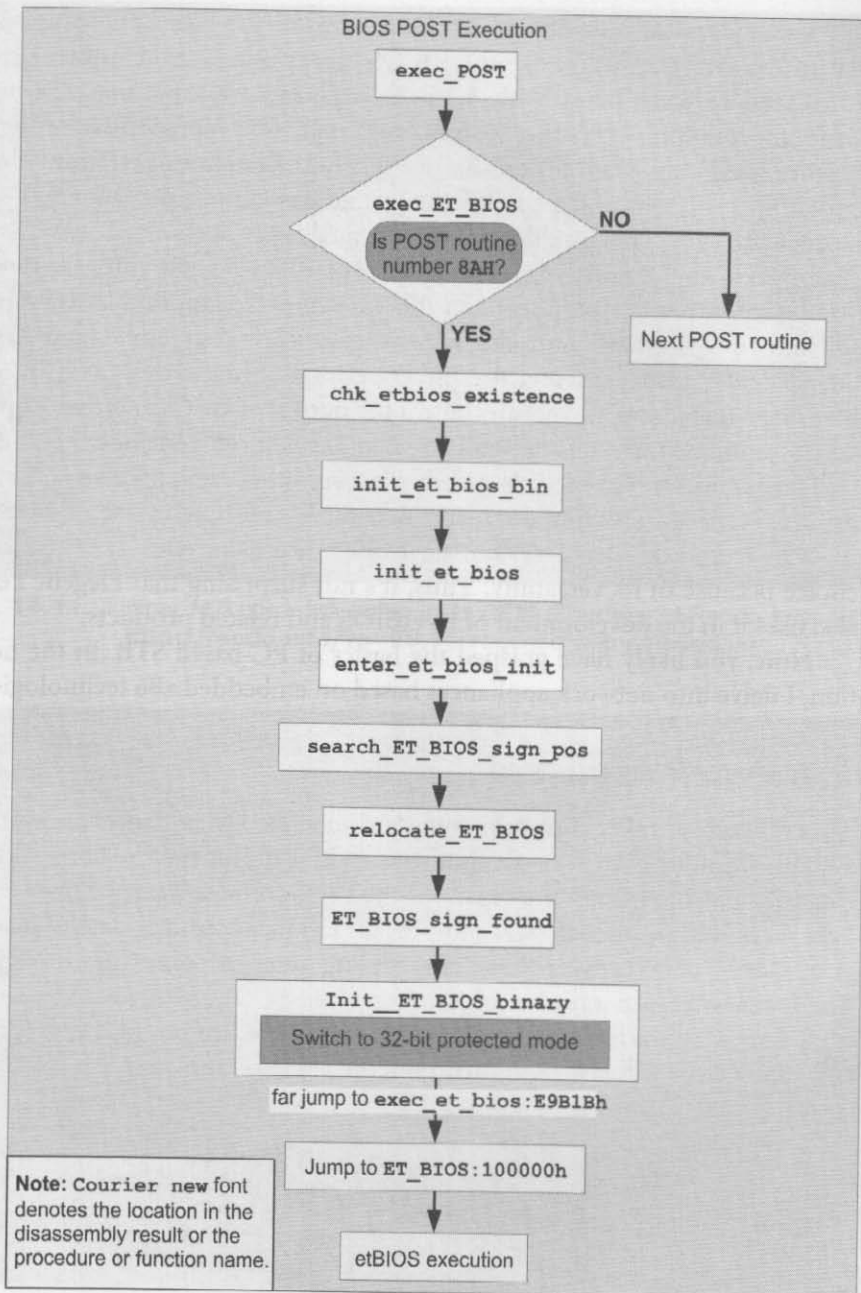 BIOS POST Execution
exec_POST
exec_ET_BIOS
Is POST routine
number 8AH?
NO
YES
Next POST routine
chk_etbios_existence
init_et_bios_bin
init_et_bios
enter_et_bios_init
search_ET_BIOS_sign_pos
relocate_ET_BIOS
ET_BIOS_sign_found
Init__ET_BIOS_binary
Switch to 32-bit protected mode
far jump to exec_et_bios:E9B1Bh
Jump to ET_BIOS:100000h
etBIOS execution
Note: Courier new font
denotes the location in the
disassembly result or the
procedure or function name.